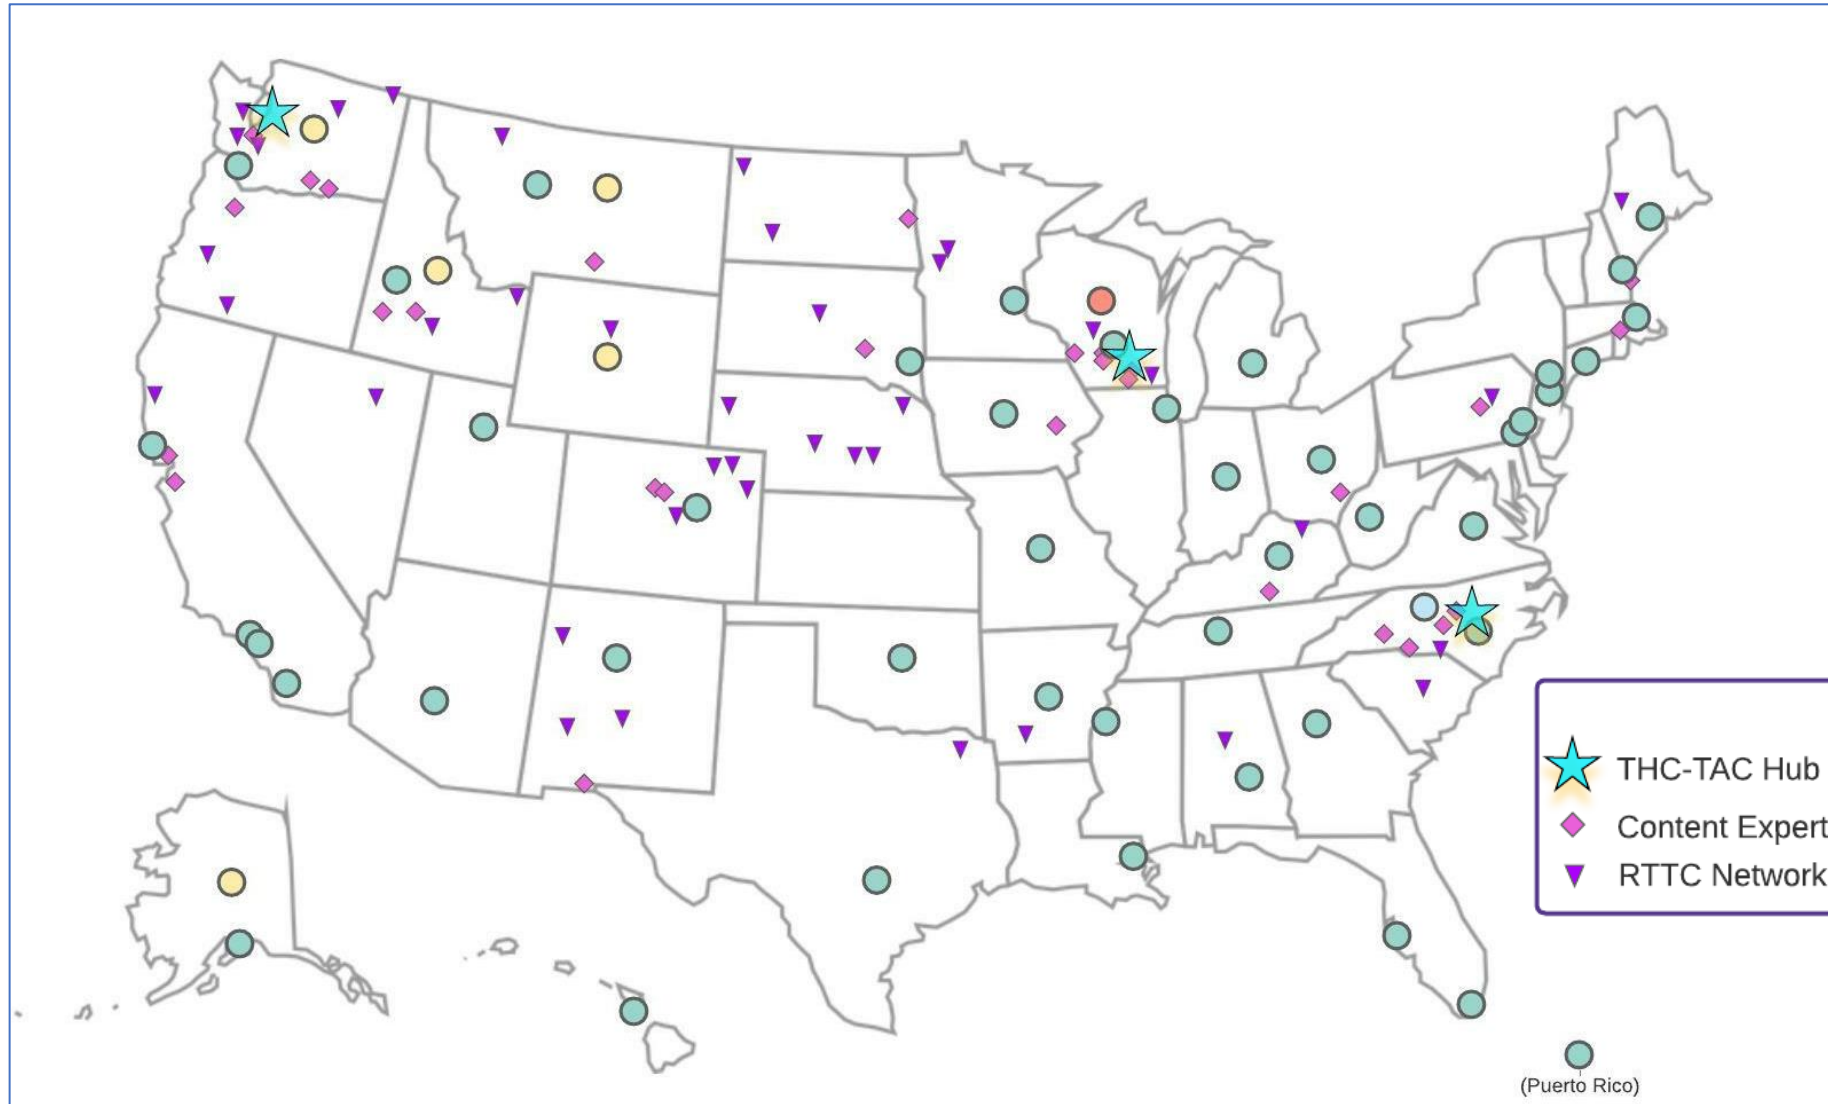 THC-TAC Hub
Content Expert
RTTC Network
(Puerto Rico)